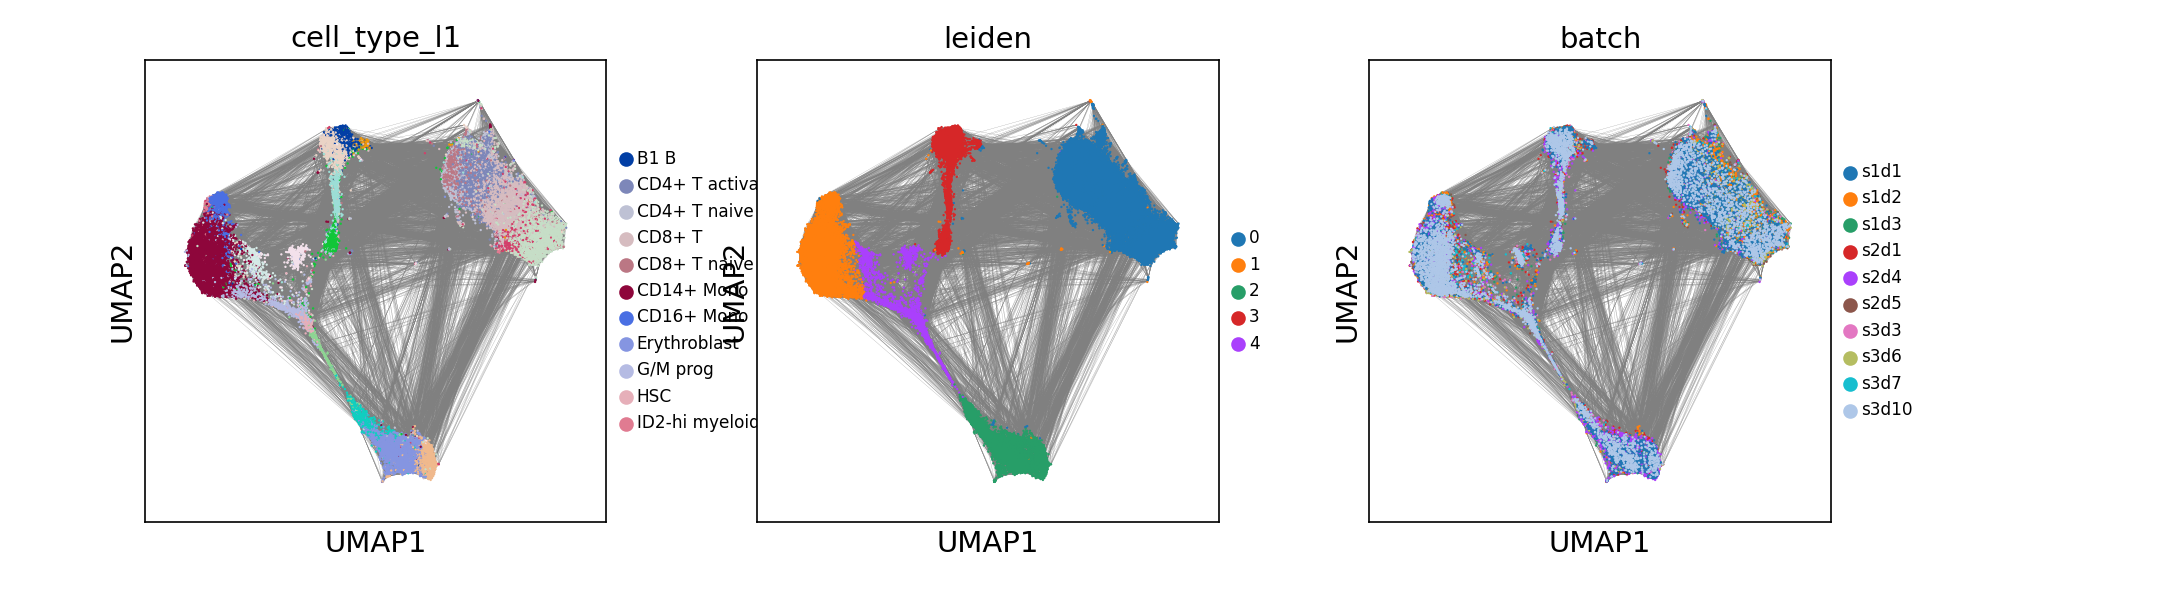 cell_type_l1
UMAP2
UMAP1
B1 B
CD4+ T activa
CD4+ T naive
CD8+ T
CD8+ T naive
CD14+ Mono
CD16+ Mono
Erythroblast
G/M prog
HSC
ID2-hi myeloid
leiden
UMAP2
UMAP1
0
1
2
3
4
batch
UMAP2
UMAP1
s1d1
s1d2
s1d3
s2d1
s2d4
s2d5
s3d3
s3d6
s3d7
s3d10